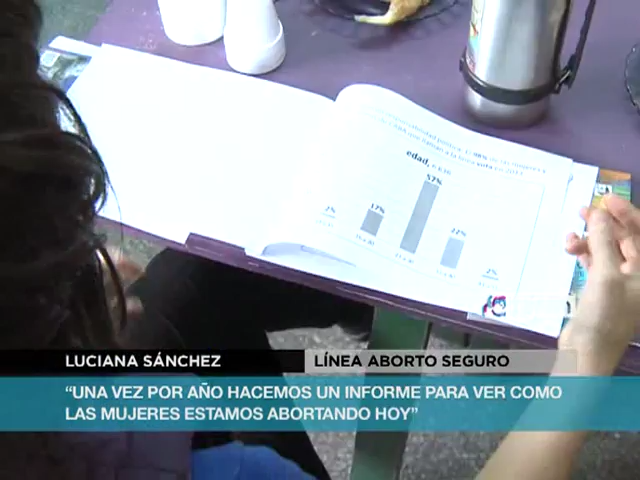 edad,
2%
17%
57%
22%
2%
LUCIANA SÁNCHEZ
LÍNEA ABORTO SEGURO
“UNA VEZ POR AÑO HACEMOS UN INFORME PARA VER COMO
LAS MUJERES ESTAMOS ABORTANDO HOY”